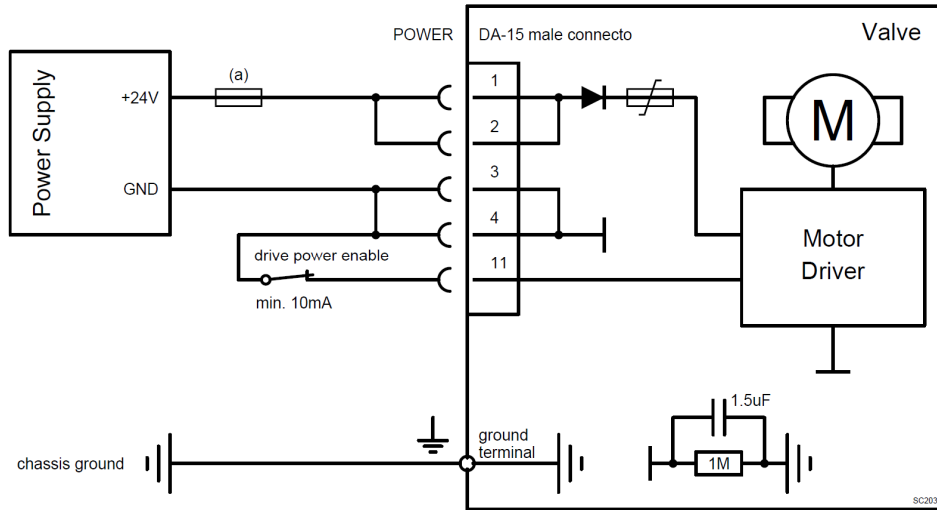 POWER
DA-15 male connecto
Valve
Power Supply
+24V
(a)
GND
1
2
3
4
11
drive power enable
min. 10mA
M
Motor
Driver
chassis ground
ground
terminal
1.5uF
1M
SC203